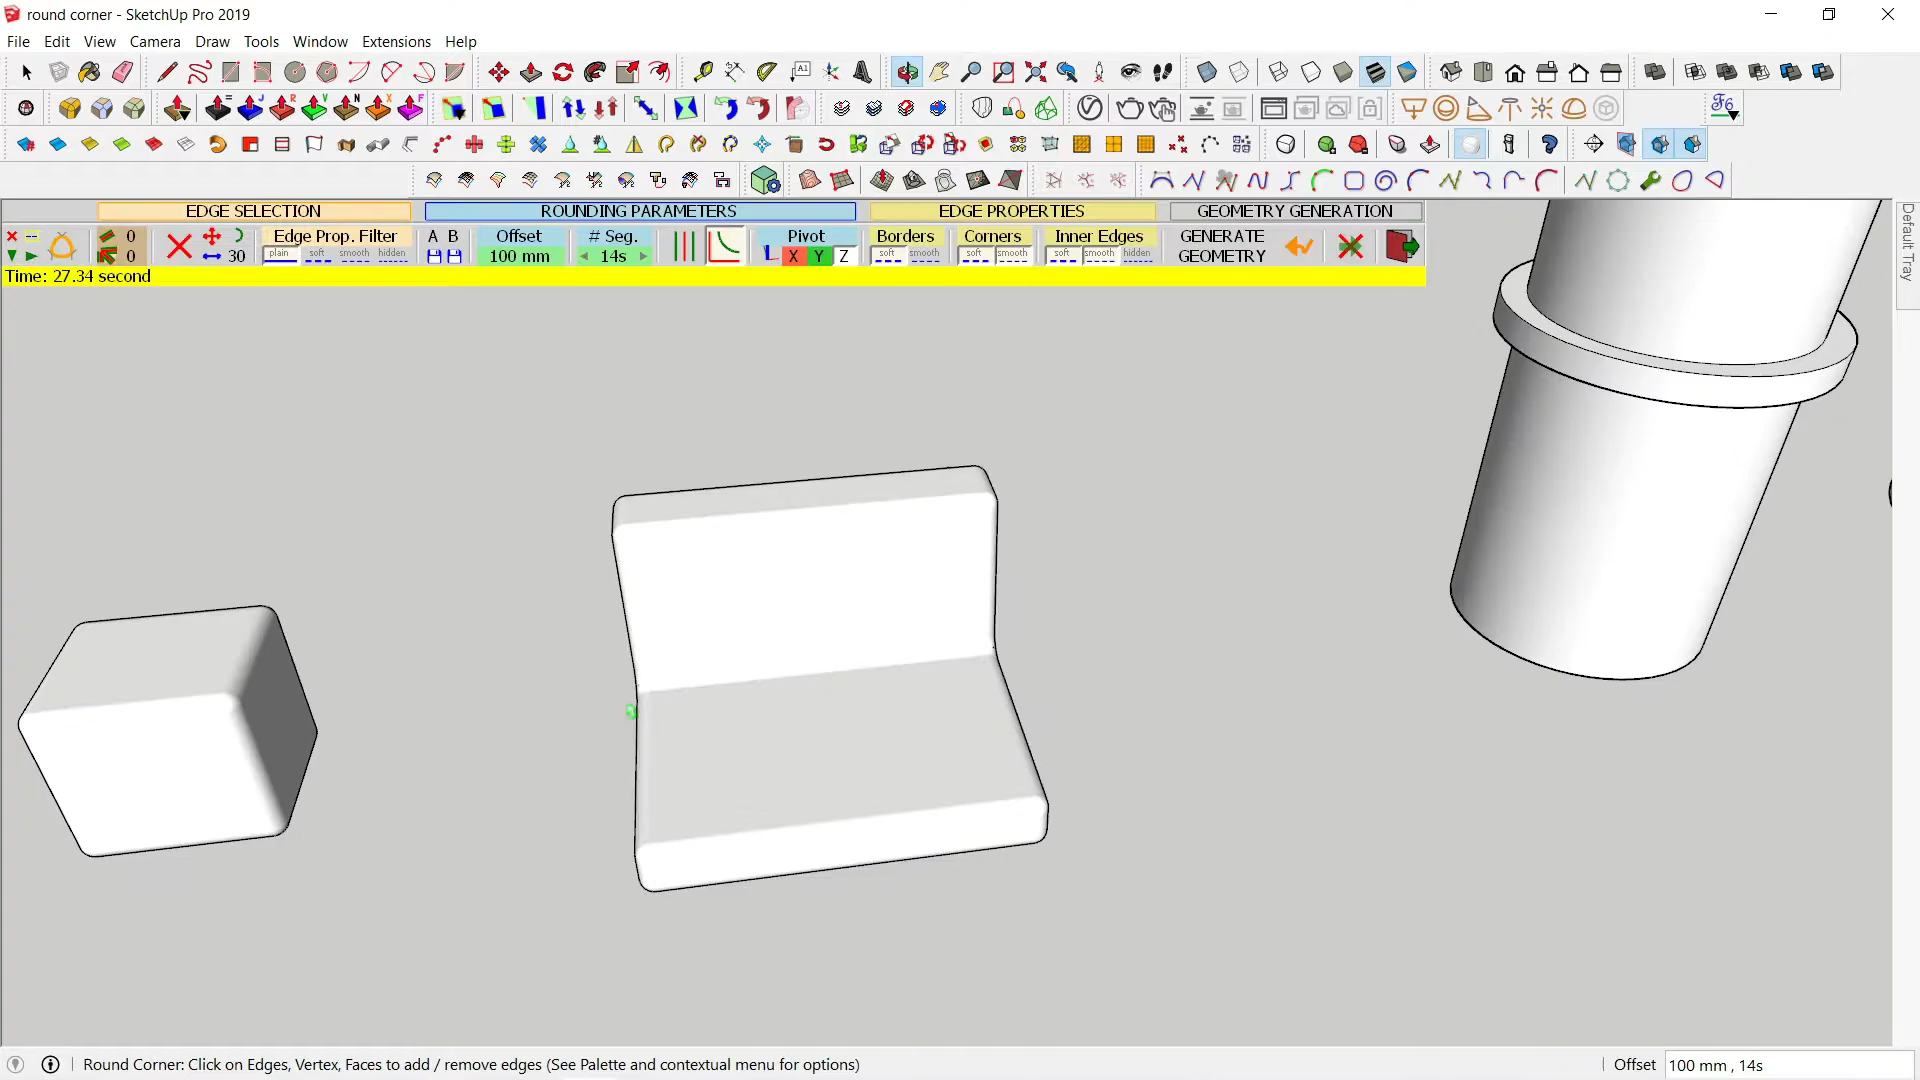 round corner - SketchUp Pro 2019
File Edit View Camera Draw Tools Window Extensions Help
EDGE SELECTION ROUNDING PARAMETERS EDGE PROPERTIES GEOMETRY GENERATION
0 Edge Prop. Filter A B Offset # Seg. Pivot Borders Corners Inner Edges GENERATE
0 30 plain soft smooth hidden 100 mm 14s X Y Z soft smooth soft smooth soft smooth hidden GEOMETRY
Time: 27.34 second
Default Tray
Round Corner: Click on Edges, Vertex, Faces to add / remove edges (See Palette and contextual menu for options)
Offset 100 mm , 14s